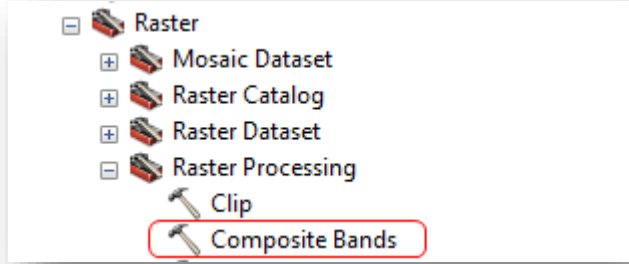 Raster
Mosaic Dataset
Raster Catalog
Raster Dataset
Raster Processing
Clip
Composite Bands